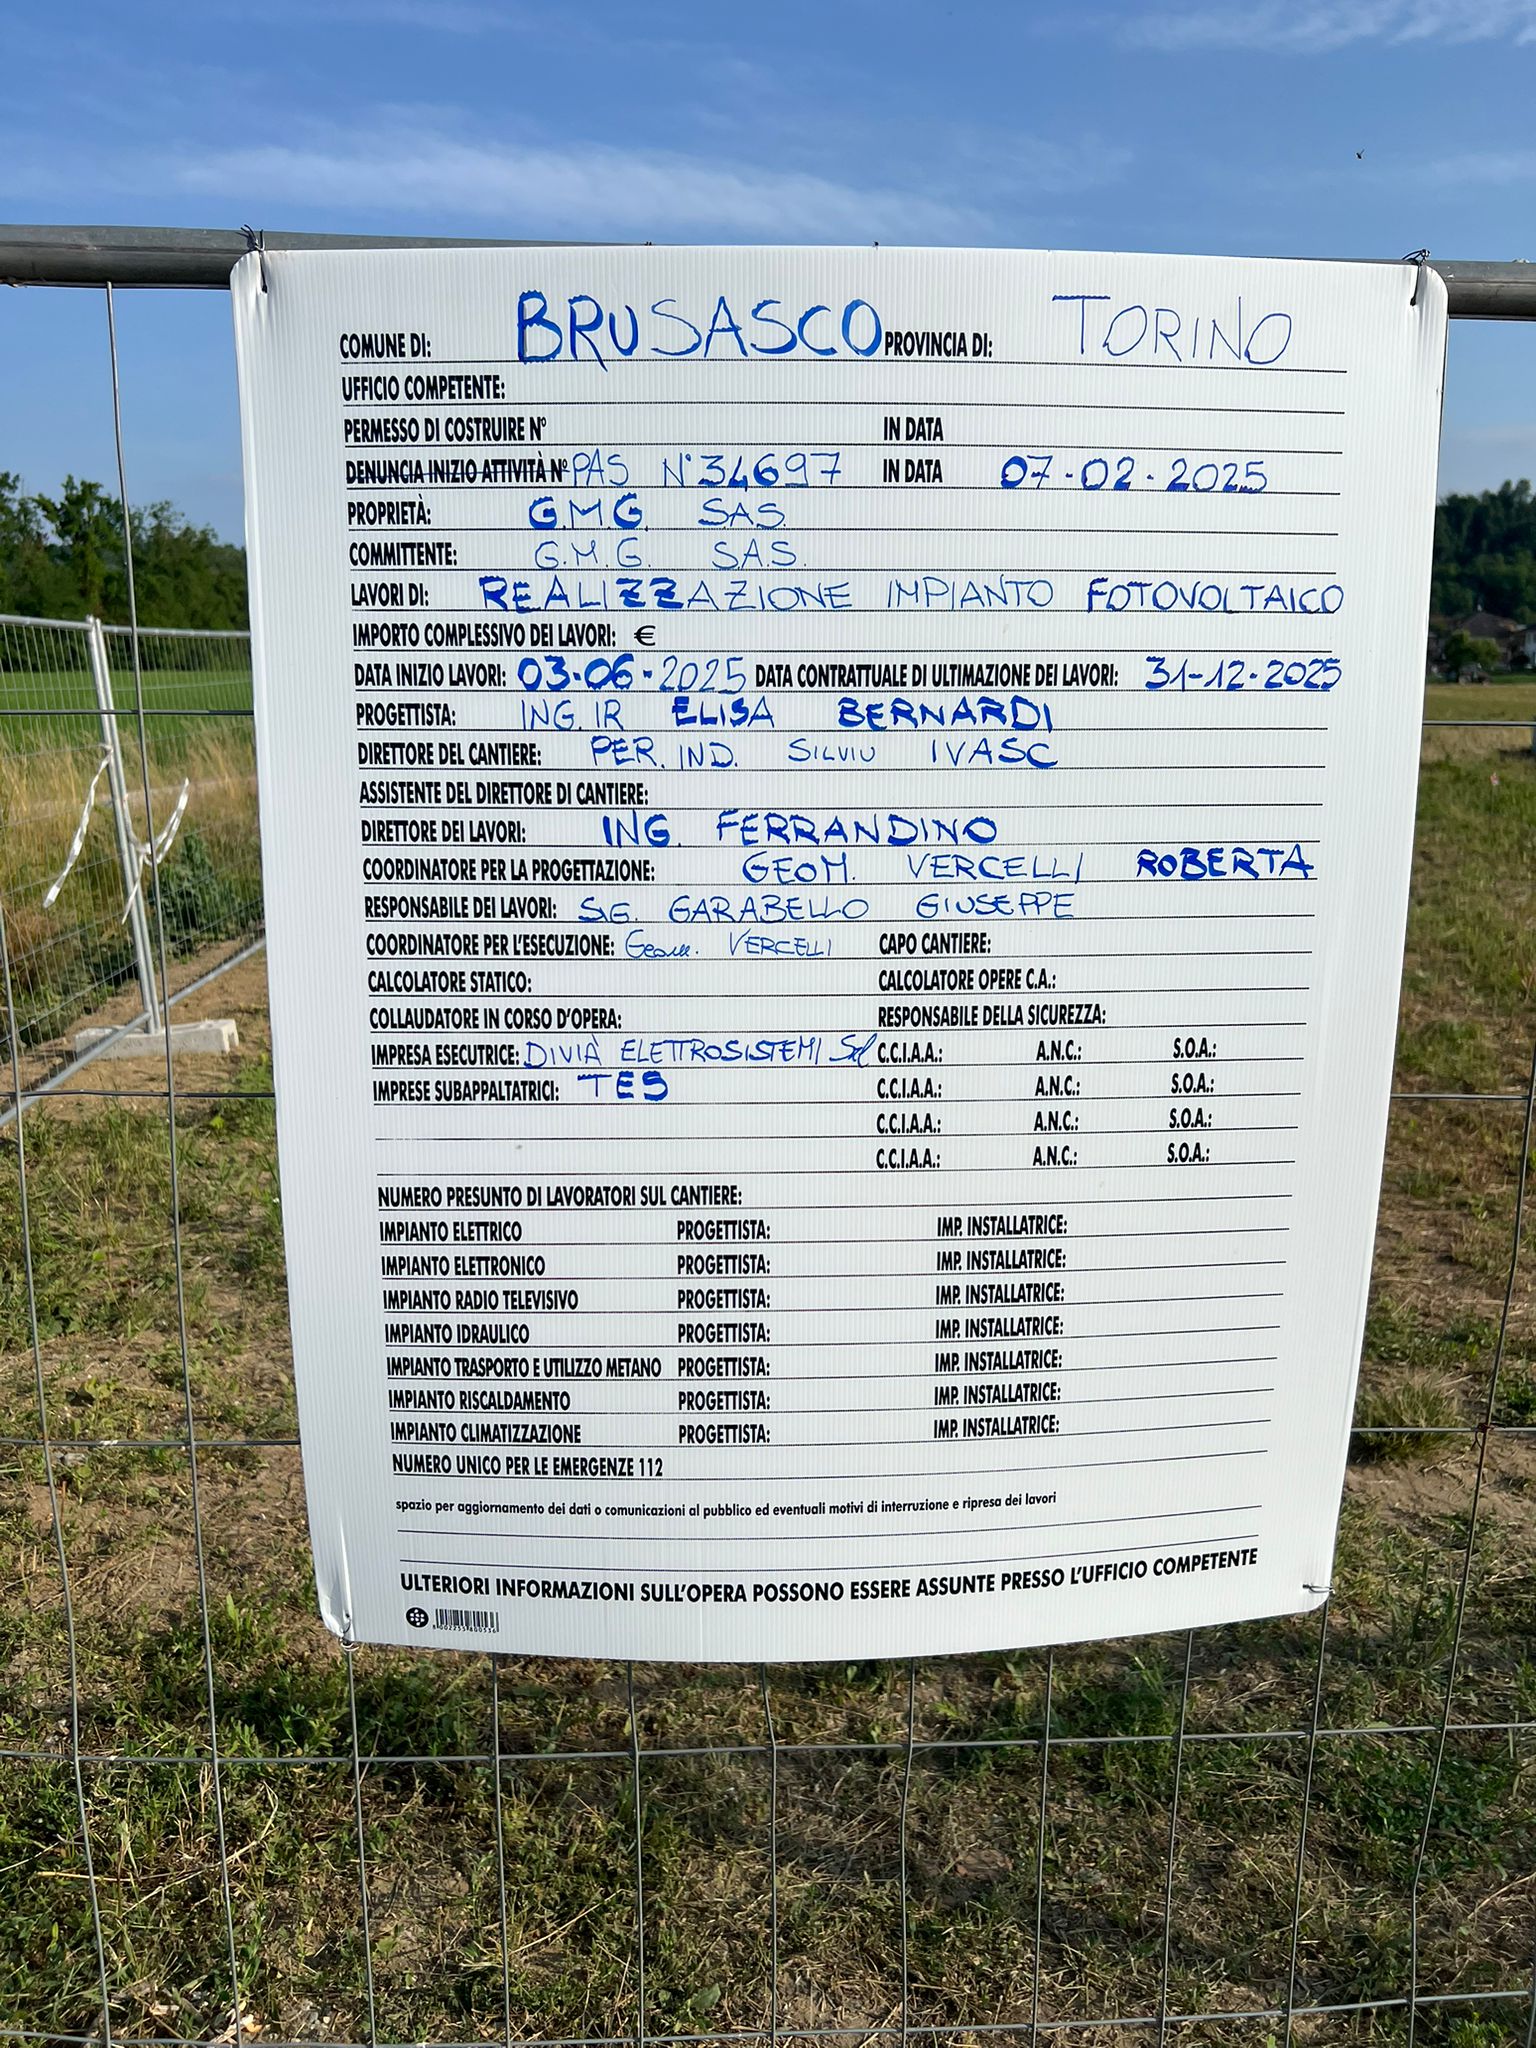 COMUNE DI: BRUSASCO PROVINCIA DI: TORINO
UFFICIO COMPETENTE:
PERMESSO DI COSTRUIRE N° IN DATA
DENUNCIA INIZIO ATTIVITÀ N° PAS N°34697 IN DATA 07-02-2025
PROPRIETÀ: G.M.G. S.A.S.
COMMITTENTE: G.M.G. S.A.S.
LAVORI DI: REALIZZAZIONE IMPIANTO FOTOVOLTAICO
IMPORTO COMPLESSIVO DEI LAVORI: €
DATA INIZIO LAVORI: 03-06-2025 DATA CONTRATTUALE DI ULTIMAZIONE DEI LAVORI: 31-12-2025
PROGETTISTA: ING. IR ELISA BERNARDI
DIRETTORE DEL CANTIERE: PER. IND. SILVIU IVASC
ASSISTENTE DEL DIRETTORE DI CANTIERE:
DIRETTORE DEI LAVORI: ING. FERRANDINO
COORDINATORE PER LA PROGETTAZIONE: GEOM. VERCELLI ROBERTA
RESPONSABILE DEI LAVORI: SIG. GARABELLO GIUSEPPE
COORDINATORE PER L'ESECUZIONE: Geom. VERCELLI CAPO CANTIERE:
CALCOLATORE STATICO: CALCOLATORE OPERE C.A.:
COLLAUDATORE IN CORSO D'OPERA: RESPONSABILE DELLA SICUREZZA:
IMPRESA ESECUTRICE: DIVIÀ ELETTROSISTEMI Srl C.C.I.A.A.: A.N.C.: S.O.A.:
IMPRESE SUBAPPALTATRICI: TES C.C.I.A.A.: A.N.C.: S.O.A.:
C.C.I.A.A.: A.N.C.: S.O.A.:
C.C.I.A.A.: A.N.C.: S.O.A.:
NUMERO PRESUNTO DI LAVORATORI SUL CANTIERE:
IMPIANTO ELETTRICO PROGETTISTA: IMP. INSTALLATRICE:
IMPIANTO ELETTRONICO PROGETTISTA: IMP. INSTALLATRICE:
IMPIANTO RADIO TELEVISIVO PROGETTISTA: IMP. INSTALLATRICE:
IMPIANTO IDRAULICO PROGETTISTA: IMP. INSTALLATRICE:
IMPIANTO TRASPORTO E UTILIZZO METANO PROGETTISTA: IMP. INSTALLATRICE:
IMPIANTO RISCALDAMENTO PROGETTISTA: IMP. INSTALLATRICE:
IMPIANTO CLIMATIZZAZIONE PROGETTISTA: IMP. INSTALLATRICE:
NUMERO UNICO PER LE EMERGENZE 112
spazio per aggiornamento dei dati o comunicazioni al pubblico ed eventuali motivi di interruzione e ripresa dei lavori
ULTERIORI INFORMAZIONI SULL'OPERA POSSONO ESSERE ASSUNTE PRESSO L'UFFICIO COMPETENTE